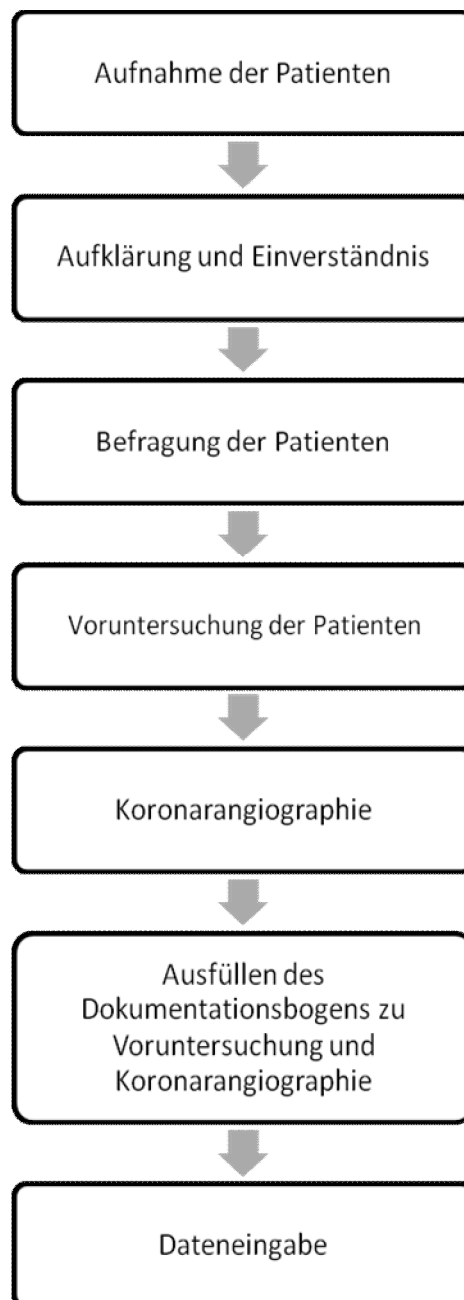 Aufnahme der Patienten
Aufklärung und Einverständnis
Befragung der Patienten
Voruntersuchung der Patienten
Koronarangiographie
Ausfüllen des
Dokumentationsbogens zu
Voruntersuchung und
Koronarangiographie
Dateneingabe